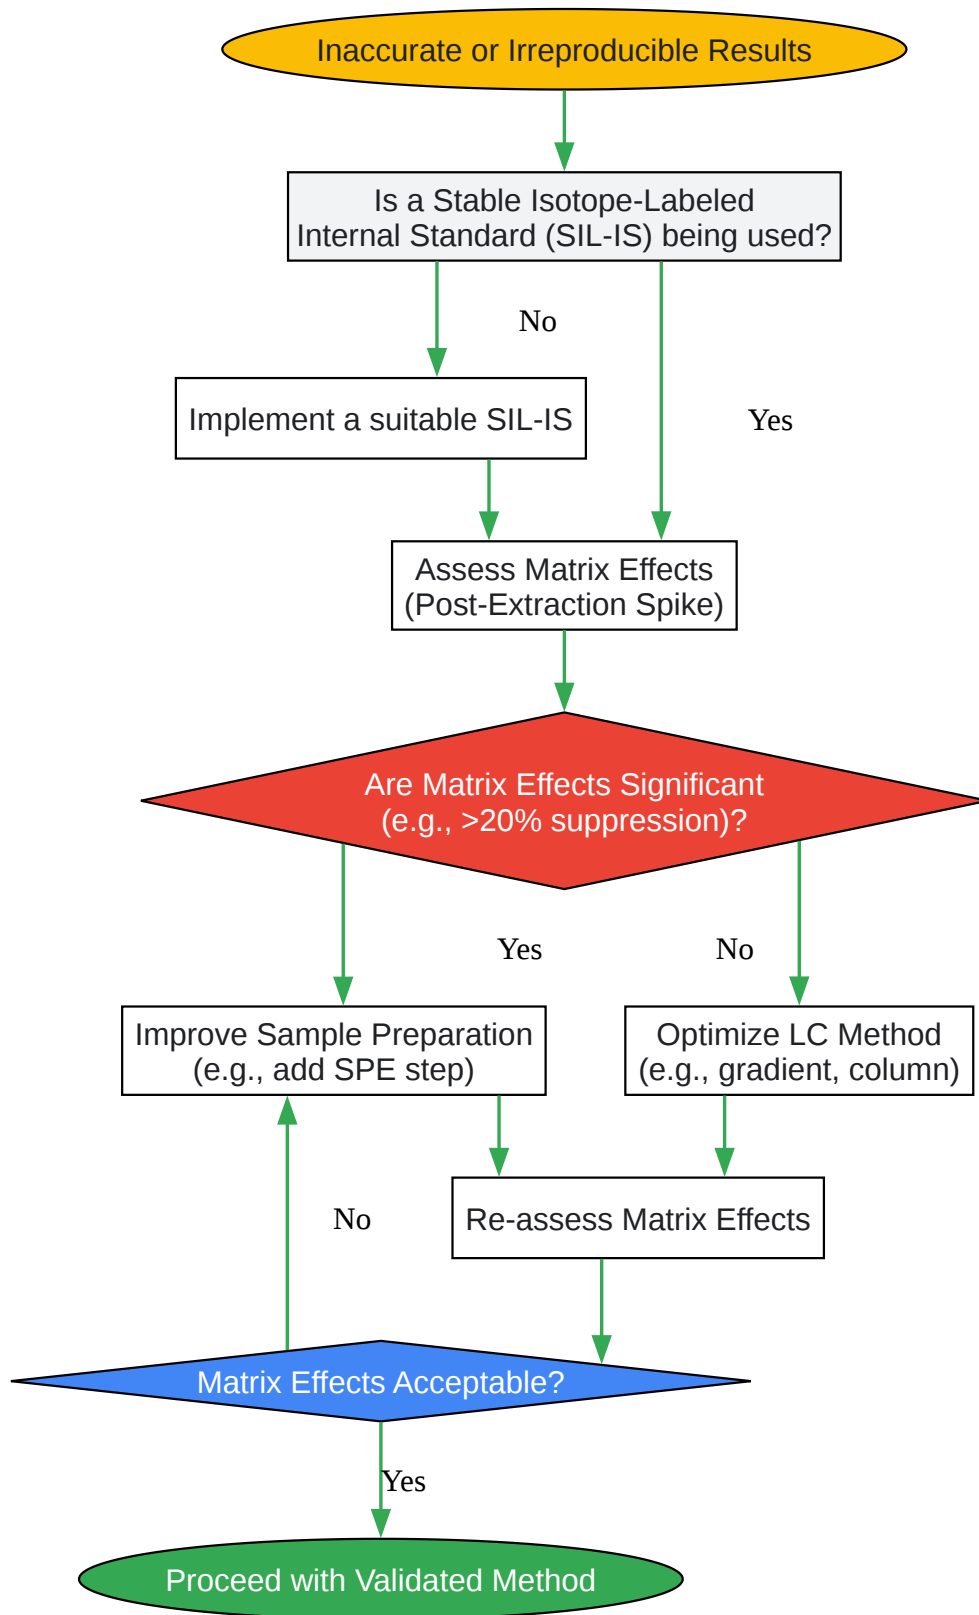 Inaccurate or Irreproducible Results
Is a Stable Isotope-Labeled
Internal Standard (SIL-IS) being used?
No
Implement a suitable SIL-IS
Yes
Assess Matrix Effects
(Post-Extraction Spike)
Are Matrix Effects Significant
(e.g., >20% suppression)?
Yes
No
Improve Sample Preparation
(e.g., add SPE step)
Optimize LC Method
(e.g., gradient, column)
No
Re-assess Matrix Effects
Matrix Effects Acceptable?
Yes
Proceed with Validated Method